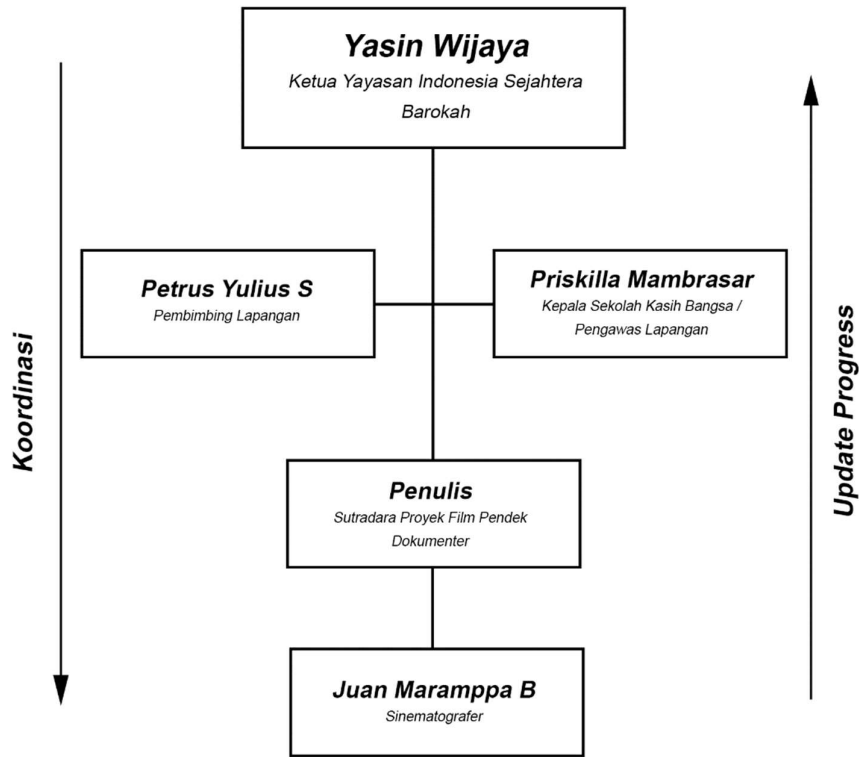 Yasin Wijaya
Ketua Yayasan Indonesia Sejahtera
Barokah
Petrus Yulius S
Pembimbing Lapangan
Priskilla Mambrasar
Kepala Sekolah Kasih Bangsa /
Pengawas Lapangan
Koordinasi
Update Progress
Penulis
Sutradara Proyek Film Pendek
Dokumenter
Juan Maramppa B
Sinematografer